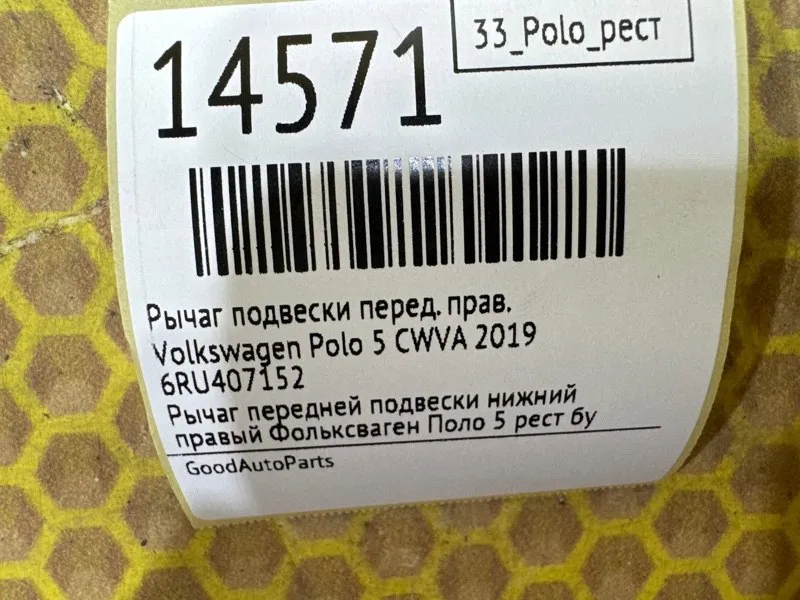 33_Polo_рест
14571
Рычаг подвески перед. прав.
Volkswagen Polo 5 CWVA 2019
6RU407152
Рычаг передней подвески нижний
правый Фольксваген Поло 5 рест бу
GoodAutoParts